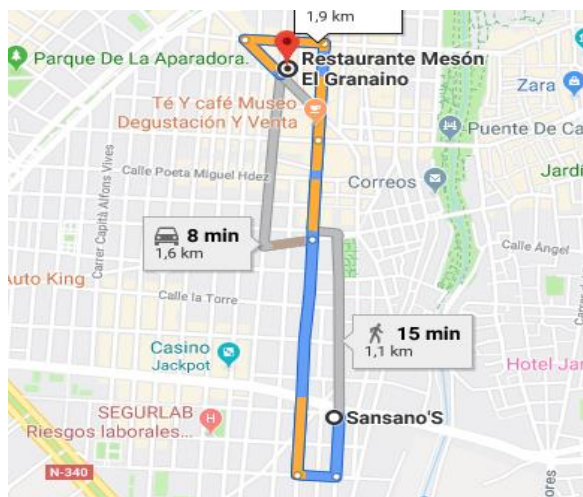 1,9 km
Parque De La Aparadora.
Restaurante Mesón
El Granaino
Zara
Té Y café Museo
Degustación Y Venta
Puente De Ca
Calle Poeta Miguel Hdez
Correos
Jardí
Carrer Capità Alfons Vives
8 min
1,6 km
Calle Ángel
Auto King
Calle la Torre
15 min
1,1 km
Casino
Jackpot
Hotel Jar
SEGURLAB
Riesgos laborales...
Sansano'S
N-340
ores